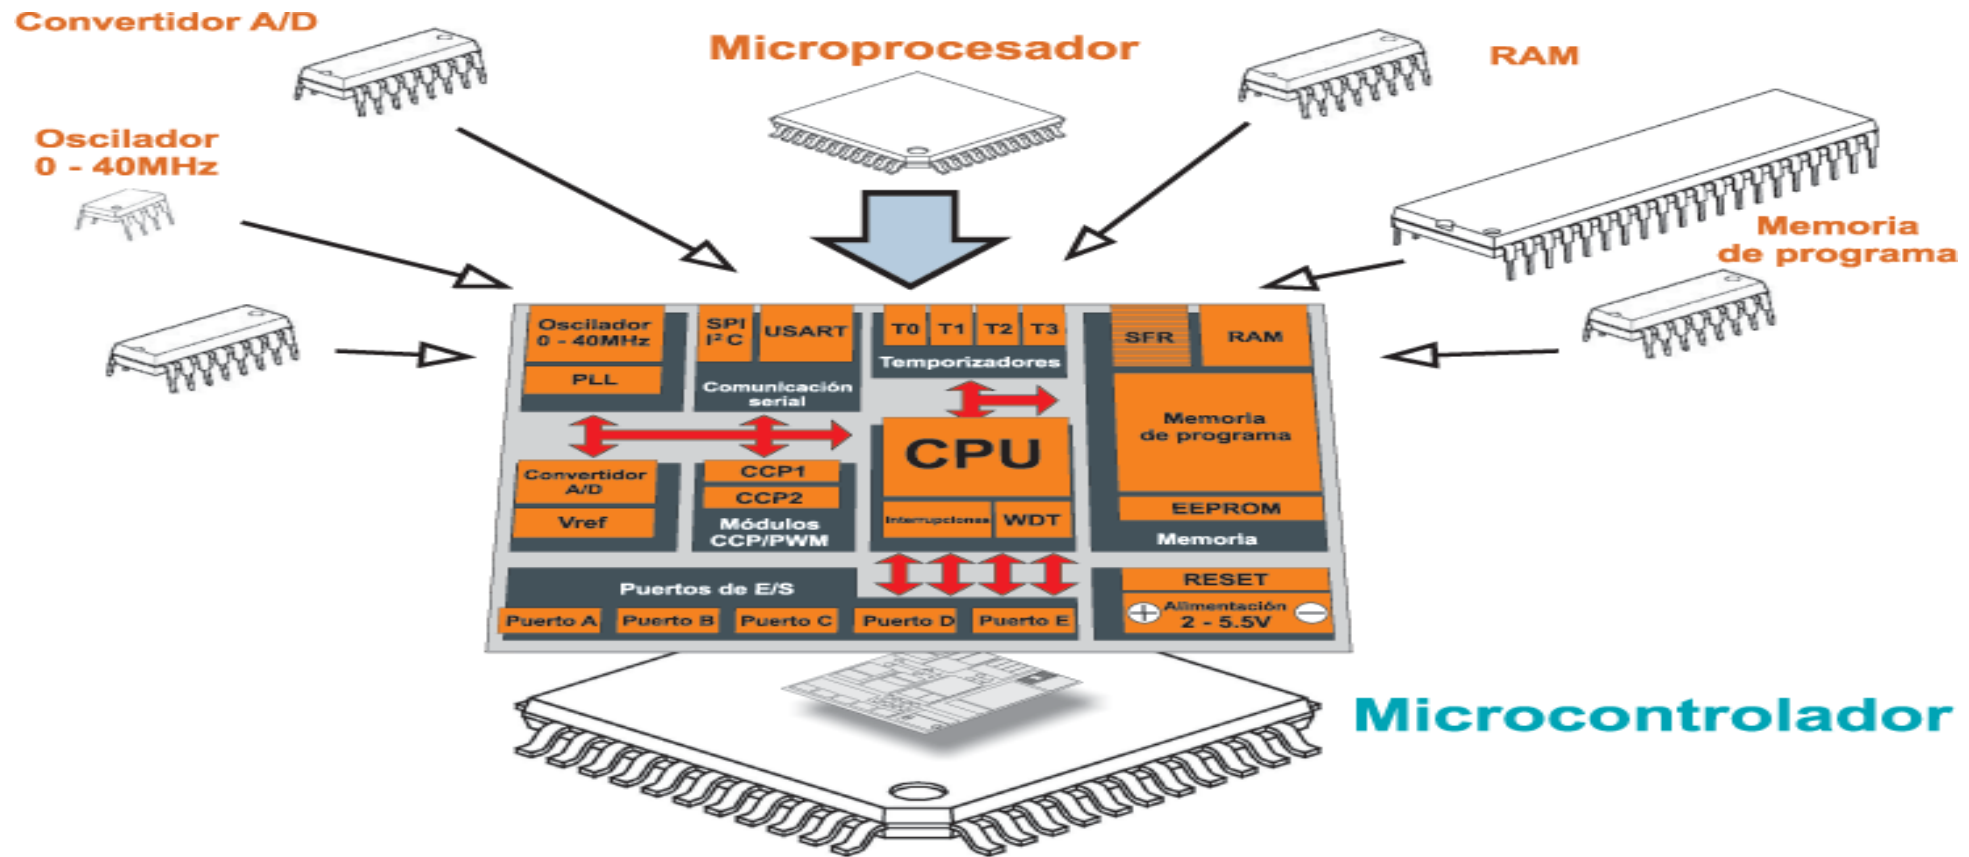 Convertidor A/D
Microprocesador
RAM
Oscilador
0 - 40MHz
Memoria
de programa
Oscilador
0 - 40MHz
PLL
SPI
I²C
USART
Comunicación
serial
T0 T1 T2 T3
Temporizadores
SFR
RAM
Memoria
de programa
EEPROM
Memoria
Convertidor
A/D
Vref
CCP1
CCP2
Módulos
CCP/PWM
CPU
Interrupciones
WDT
Puertos de E/S
Puerto A Puerto B Puerto C Puerto D Puerto E
RESET
+ Alimentación −
2 - 5.5V
Microcontrolador